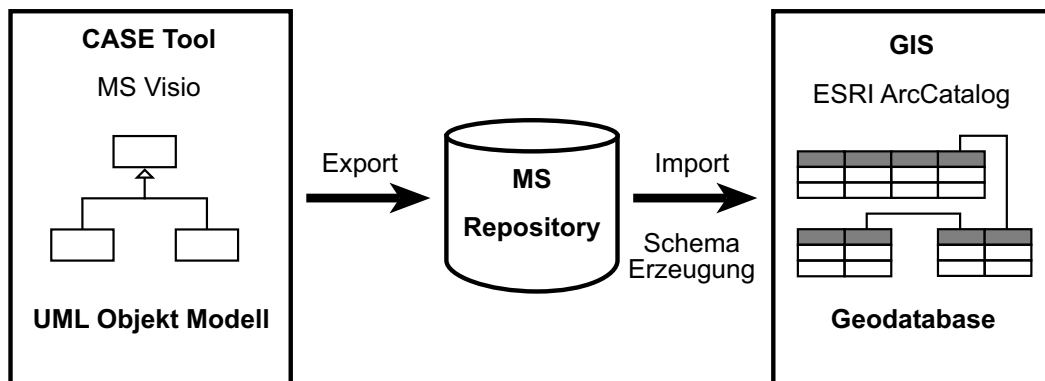 CASE Tool
MS Visio
UML Objekt Modell
Export
MS
Repository
Import
Schema
Erzeugung
GIS
ESRI ArcCatalog
Geodatabase